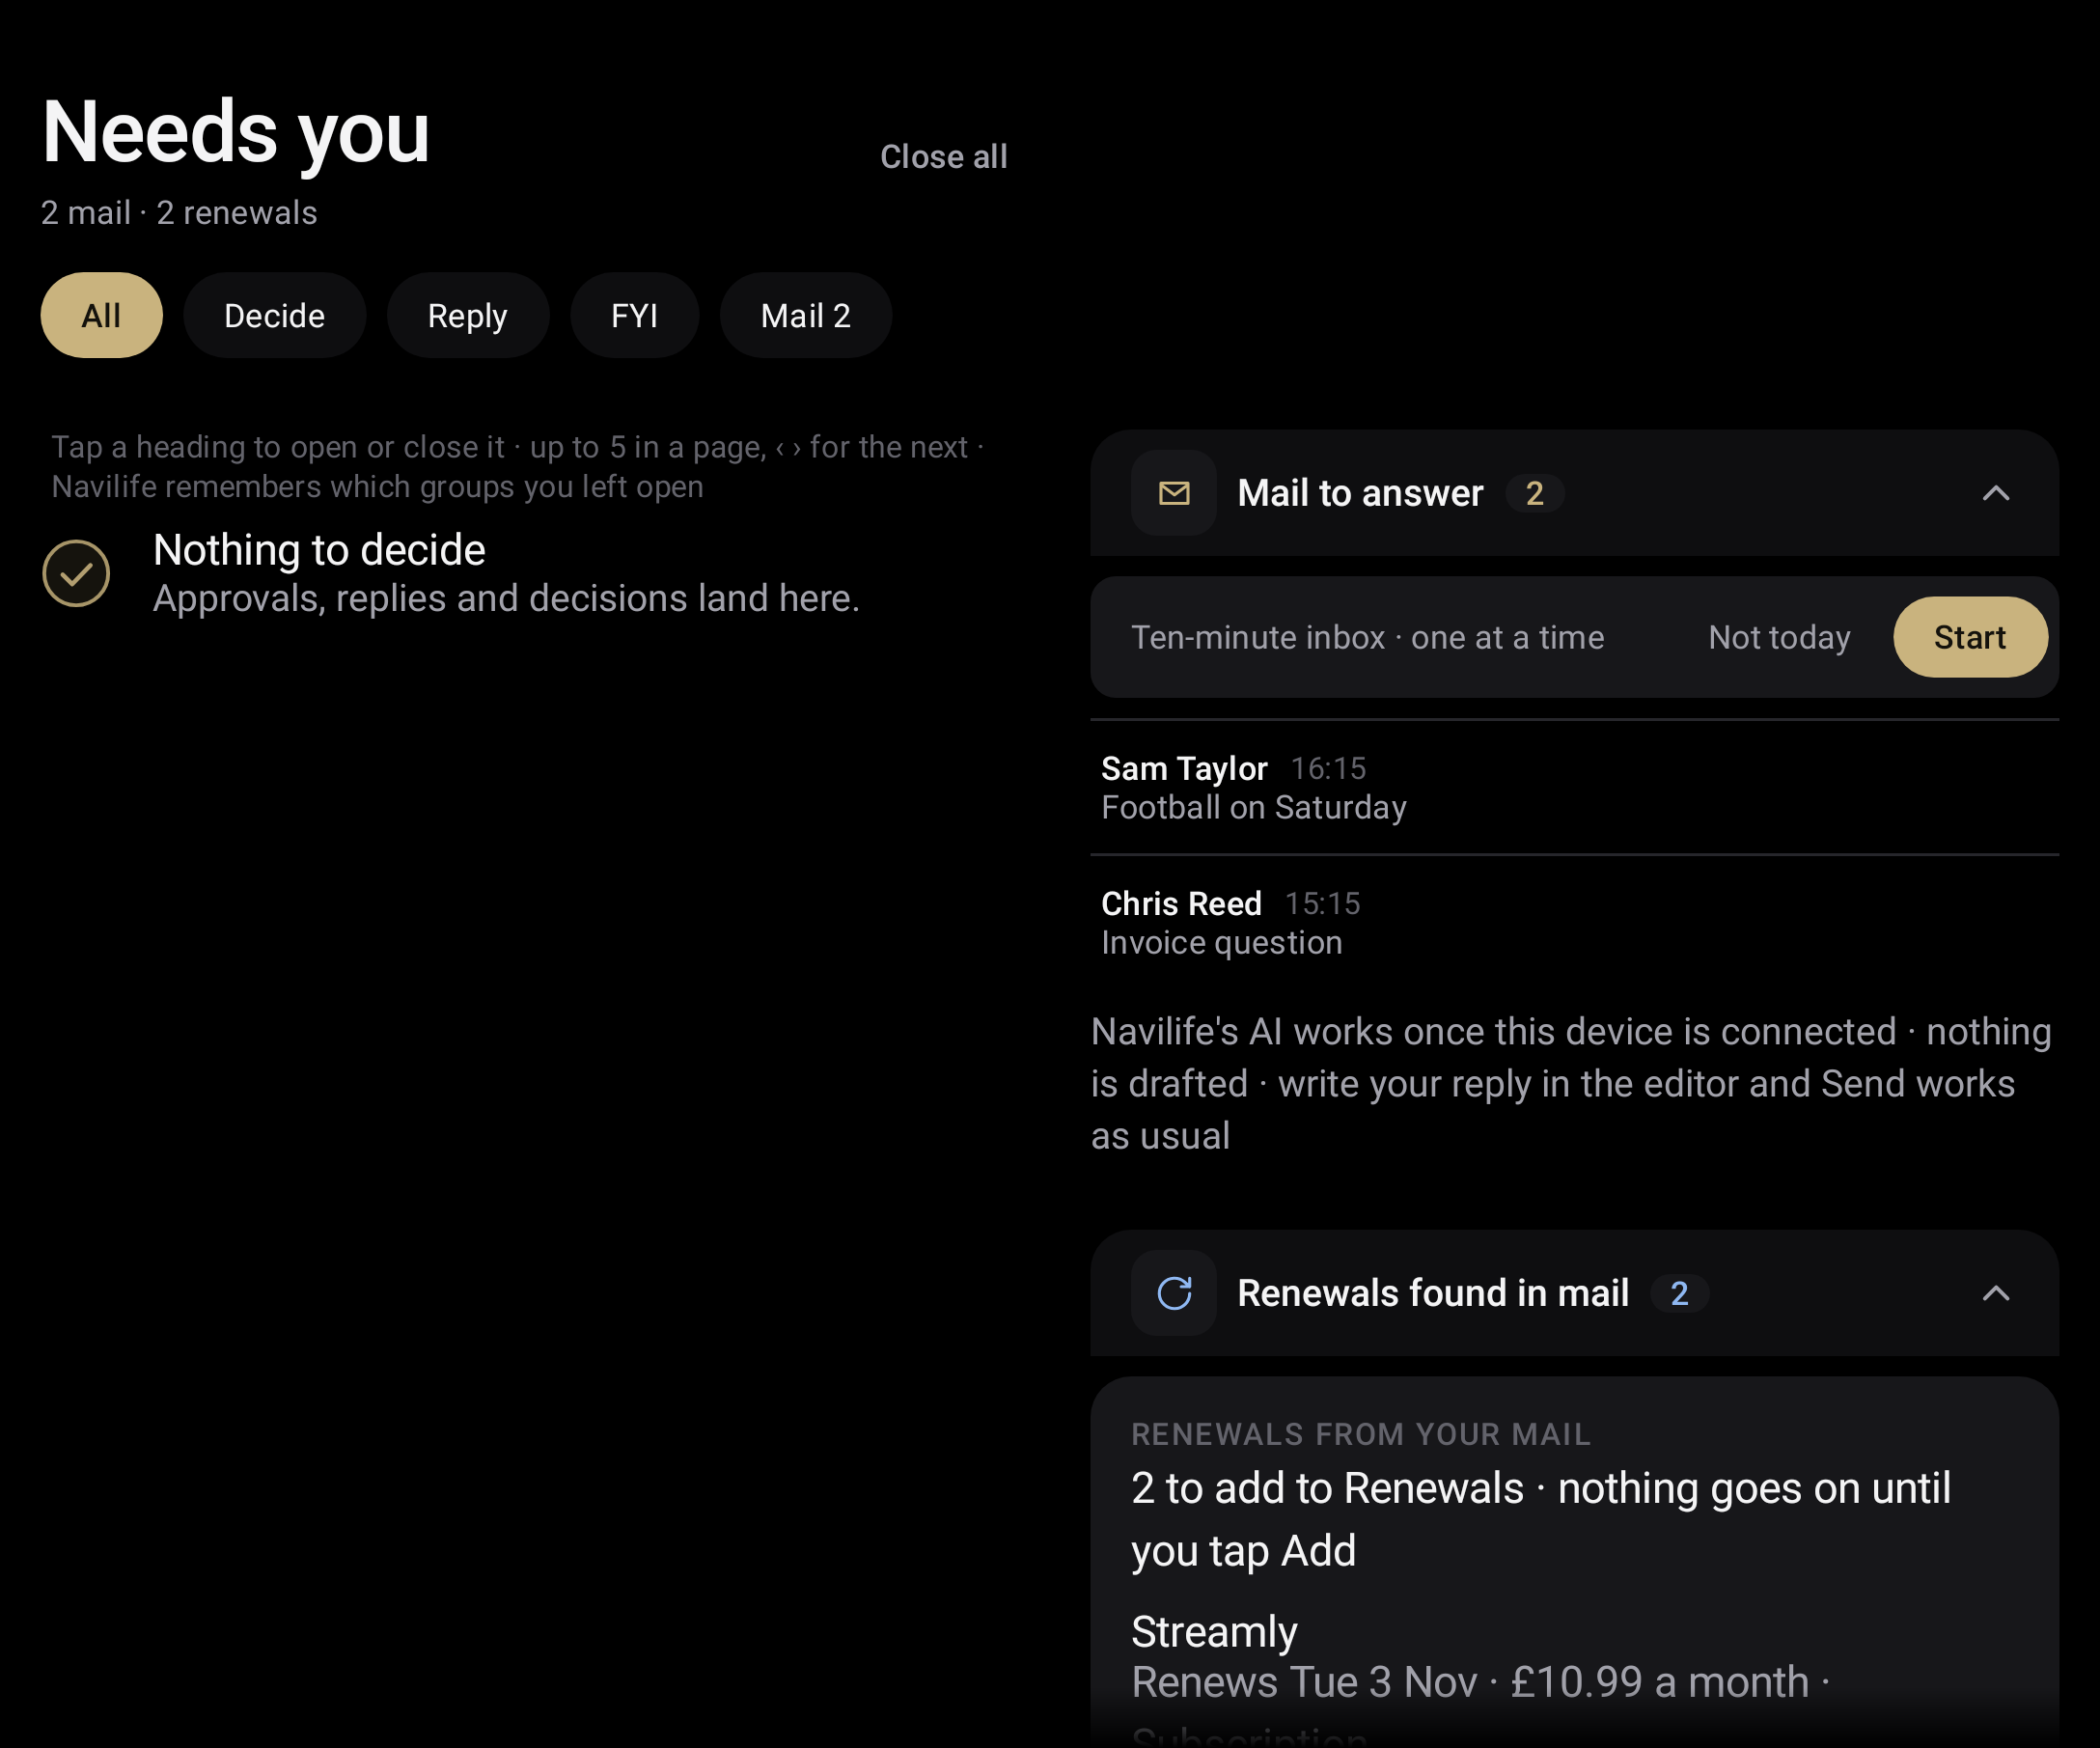 Needs you
Close all
2 mail · 2 renewals
All
Decide
Reply
FYI
Mail 2
Tap a heading to open or close it · up to 5 in a page, ‹ › for the next ·
Navilife remembers which groups you left open
Nothing to decide
Approvals, replies and decisions land here.
Mail to answer 2
Ten-minute inbox · one at a time
Not today
Start
Sam Taylor 16:15
Football on Saturday
Chris Reed 15:15
Invoice question
Navilife's AI works once this device is connected · nothing
is drafted · write your reply in the editor and Send works
as usual
Renewals found in mail 2
RENEWALS FROM YOUR MAIL
2 to add to Renewals · nothing goes on until
you tap Add
Streamly
Renews Tue 3 Nov · £10.99 a month ·
Subscription